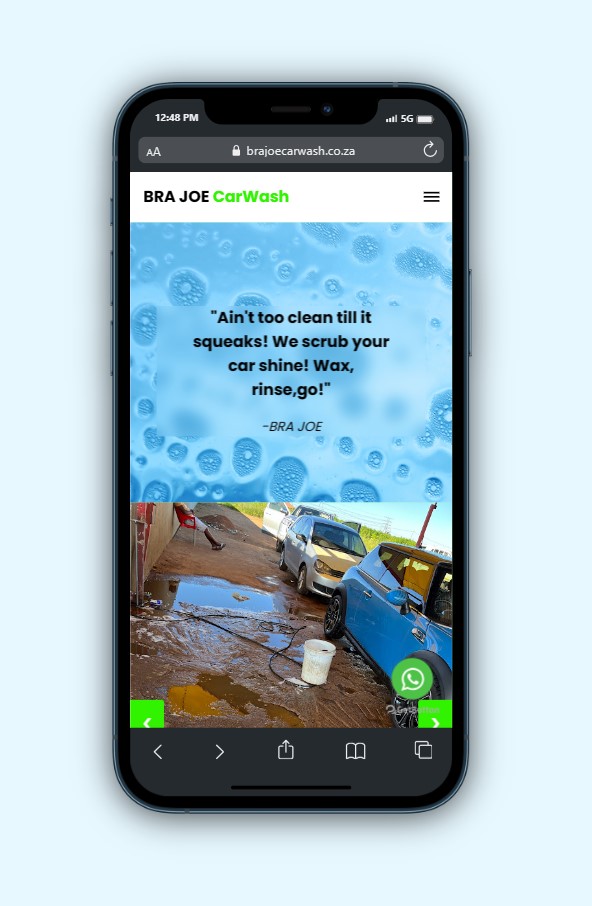 12:48 PM 5G
AA brajoecarwash.co.za
BRA JOE CarWash
"Ain't too clean till it
squeaks! We scrub your
car shine! Wax,
rinse,go!"
-BRA JOE